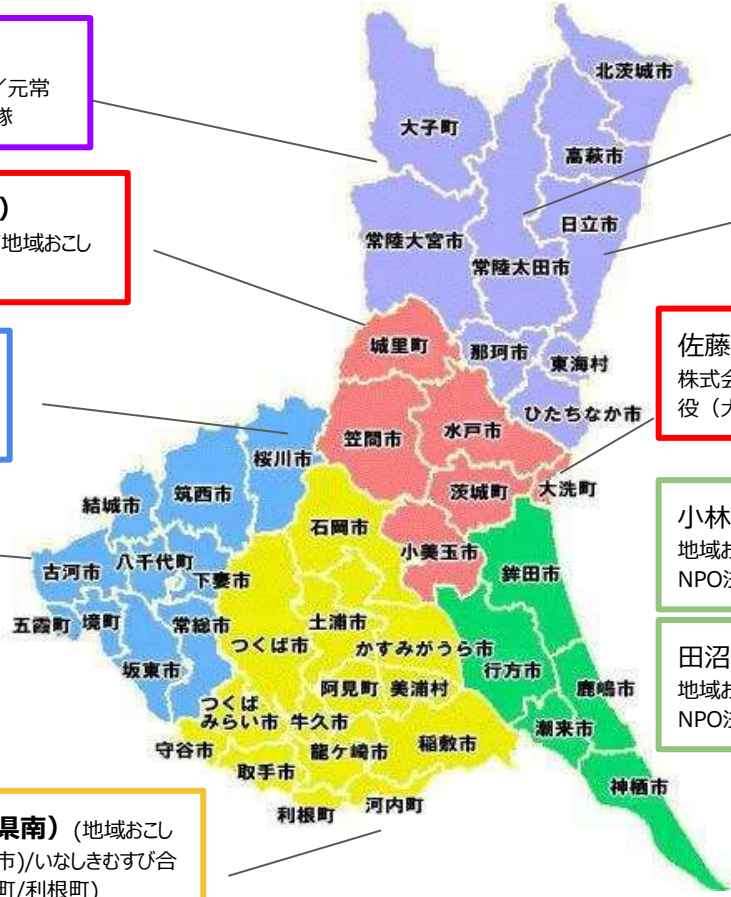 ／元常
隊
）
地域おこし
佐藤
株式会
役（大
小林
地域お
NPO法
田沼
地域お
NPO法
県南）(地域おこし
市)/いなしきむすび合
町/利根町)
北茨城市
大子町
高萩市
日立市
常陸大宮市
常陸太田市
城里町
那珂市
東海村
ひたちなか市
笠間市
水戸市
桜川市
茨城町
大洗町
筑西市
結城市
石岡市
小美玉市
鉾田市
古河市
八千代町
下妻市
五霞町
境町
常総市
土浦市
つくば市
かすみがうら市
坂東市
行方市
阿見町
美浦村
鹿嶋市
つくば
みらい市
牛久市
潮来市
守谷市
龍ケ崎市
稲敷市
取手市
神栖市
利根町
河内町